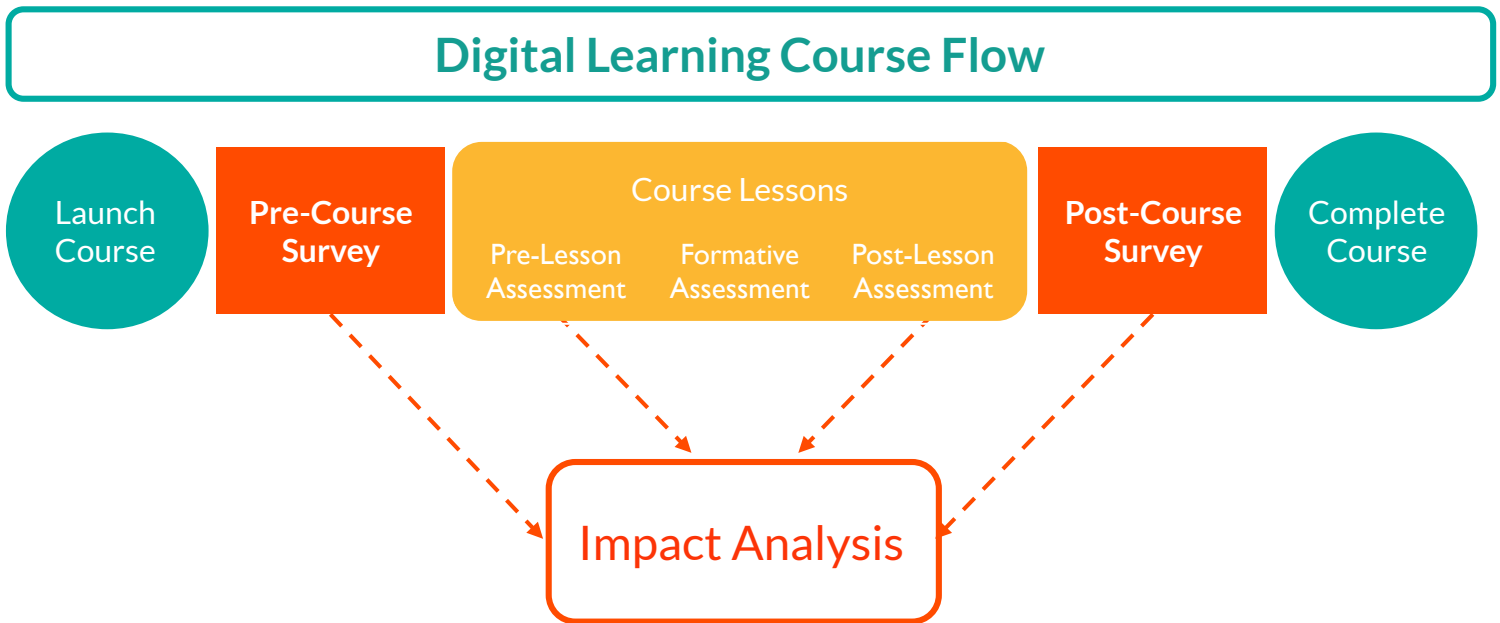 Digital Learning Course Flow
Launch
Course
Pre-Course
Survey
Course Lessons
Pre-Lesson
Assessment
Formative
Assessment
Post-Lesson
Assessment
Post-Course
Survey
Complete
Course
Impact Analysis